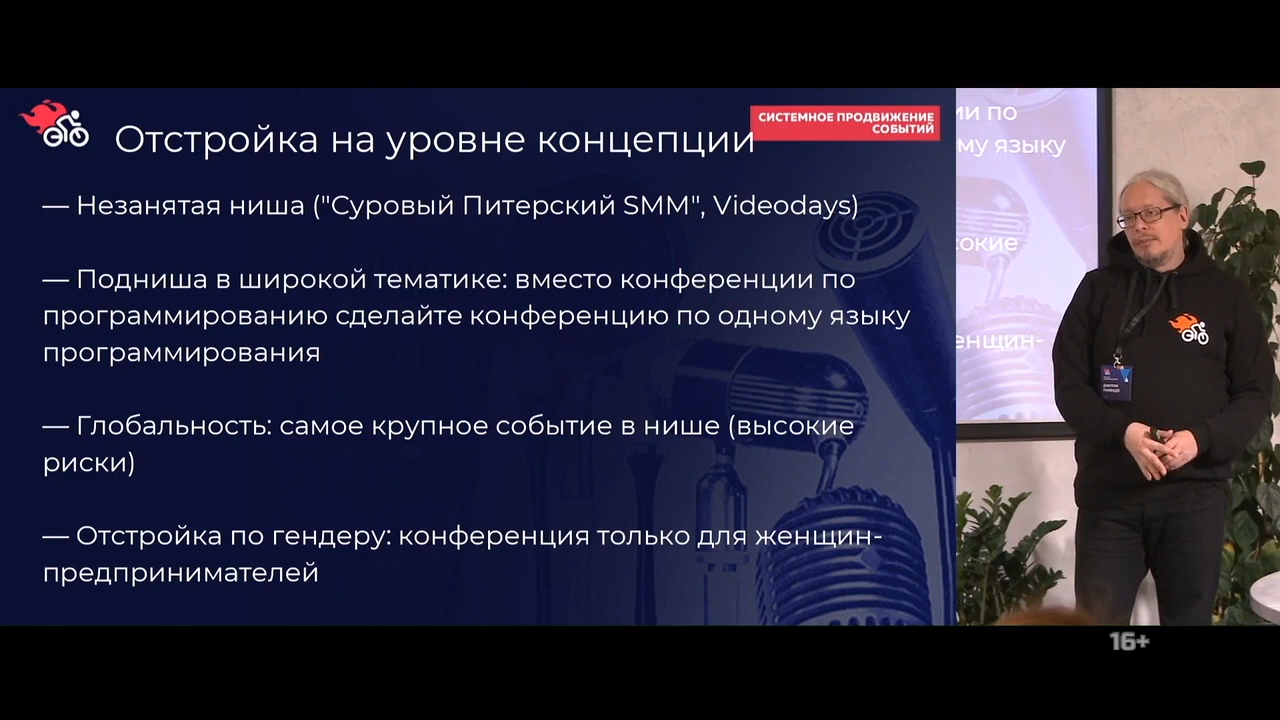 Отстройка на уровне концепции
СИСТЕМНОЕ ПРОДВИЖЕНИЕ
СОБЫТИЙ
— Незанятая ниша ("Суровый Питерский SMM", Videodays)
— Подниша в широкой тематике: вместо конференции по
программированию сделайте конференцию по одному языку
программирования
— Глобальность: самое крупное событие в нише (высокие
риски)
— Отстройка по гендеру: конференция только для женщин-
предпринимателей
ии по
ому языку
сокие
енщин-
16+